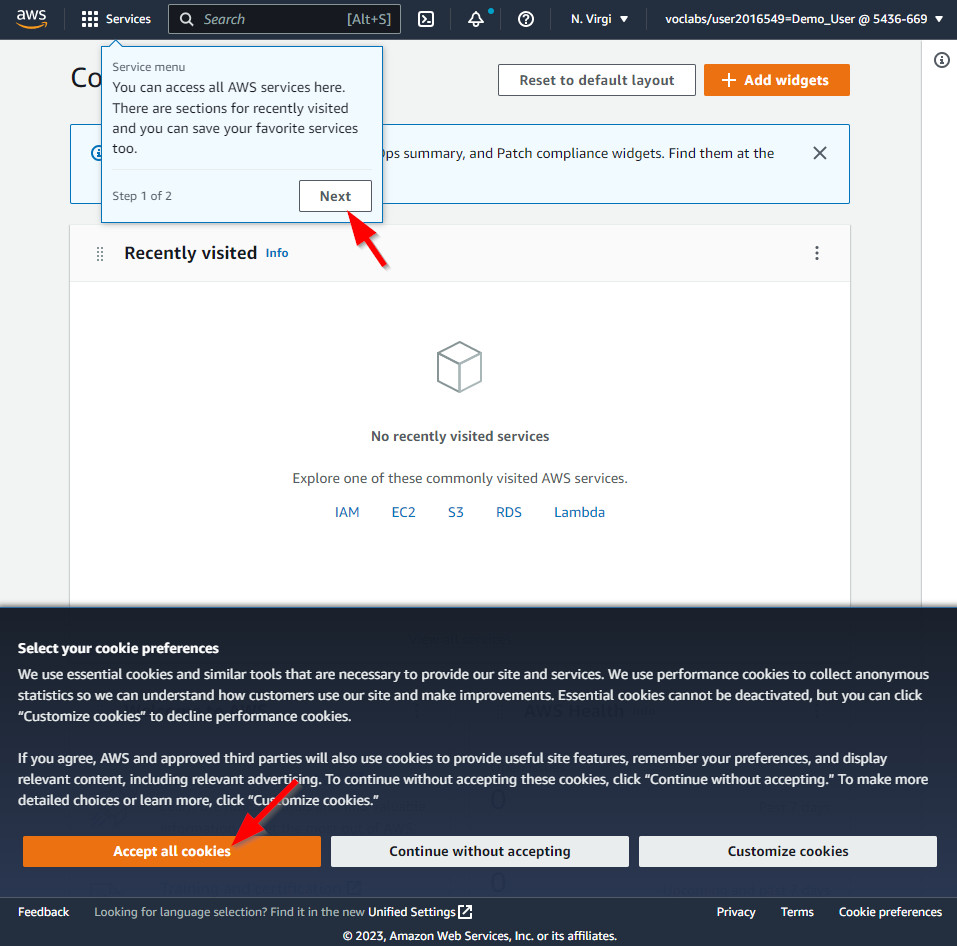 aws
Services
Search [Alt+S]
N. Virgi
voclabs/user2016549=Demo_User @ 5436-669
Co
Reset to default layout
Add widgets
Service menu
You can access all AWS services here.
There are sections for recently visited
and you can save your favorite services
too.
Step 1 of 2
Next
ps summary, and Patch compliance widgets. Find them at the
Recently visited Info
No recently visited services
Explore one of these commonly visited AWS services.
IAM EC2 S3 RDS Lambda
Select your cookie preferences
We use essential cookies and similar tools that are necessary to provide our site and services. We use performance cookies to collect anonymous
statistics so we can understand how customers use our site and make improvements. Essential cookies cannot be deactivated, but you can click
“Customize cookies” to decline performance cookies.
AWS Health
If you agree, AWS and approved third parties will also use cookies to provide useful site features, remember your preferences, and display
relevant content, including relevant advertising. To continue without accepting these cookies, click “Continue without accepting.” To make more
detailed choices or learn more, click “Customize cookies.”
0
Accept all cookies
Continue without accepting
Customize cookies
0
Feedback
Looking for language selection? Find it in the new Unified Settings
Privacy Terms Cookie preferences
© 2023, Amazon Web Services, Inc. or its affiliates.